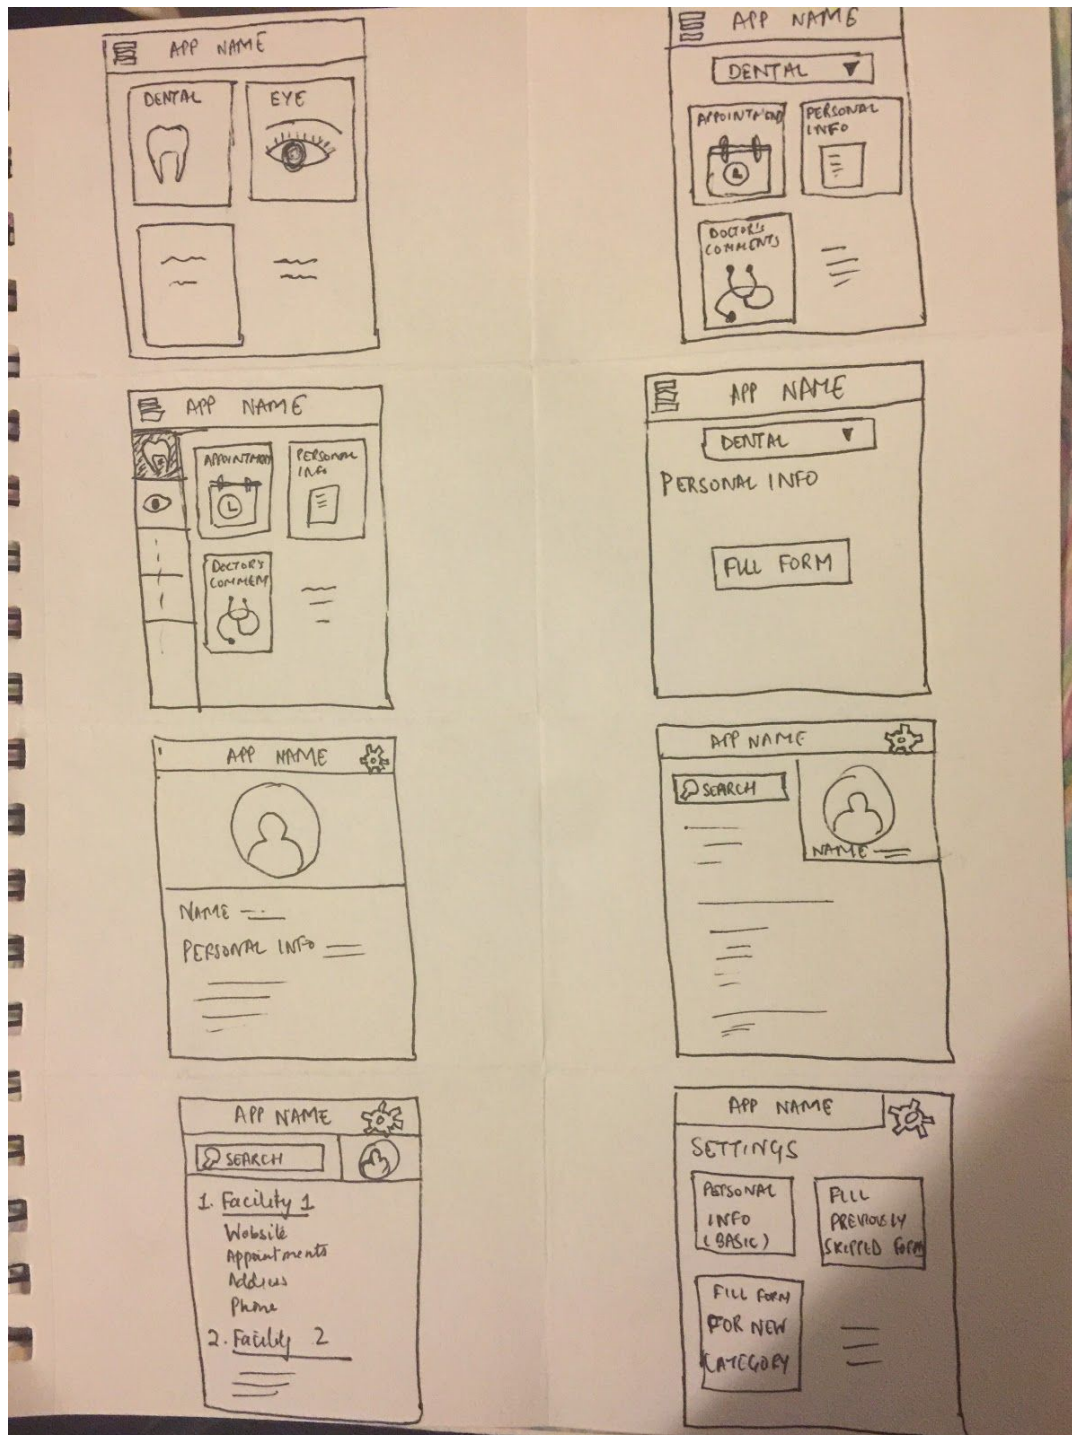 APP NAME
DENTAL
EYE
APP NAME
DENTAL
APPOINTMENT
PERSONAL
INFO
DOCTOR'S
COMMENTS
APP NAME
APPOINTMENT
PERSONAL
INFO
DOCTOR'S
COMMENT
APP NAME
DENTAL
PERSONAL INFO
FILL FORM
APP NAME
NAME
PERSONAL INFO
APP NAME
SEARCH
NAME
APP NAME
SEARCH
1. Facility 1
Website
Appointments
Address
Phone
2. Facility 2
APP NAME
SETTINGS
PERSONAL
INFO
(BASIC)
FILL
PREVIOUSLY
SKIPPED FORM
FILL FORM
FOR NEW
CATEGORY